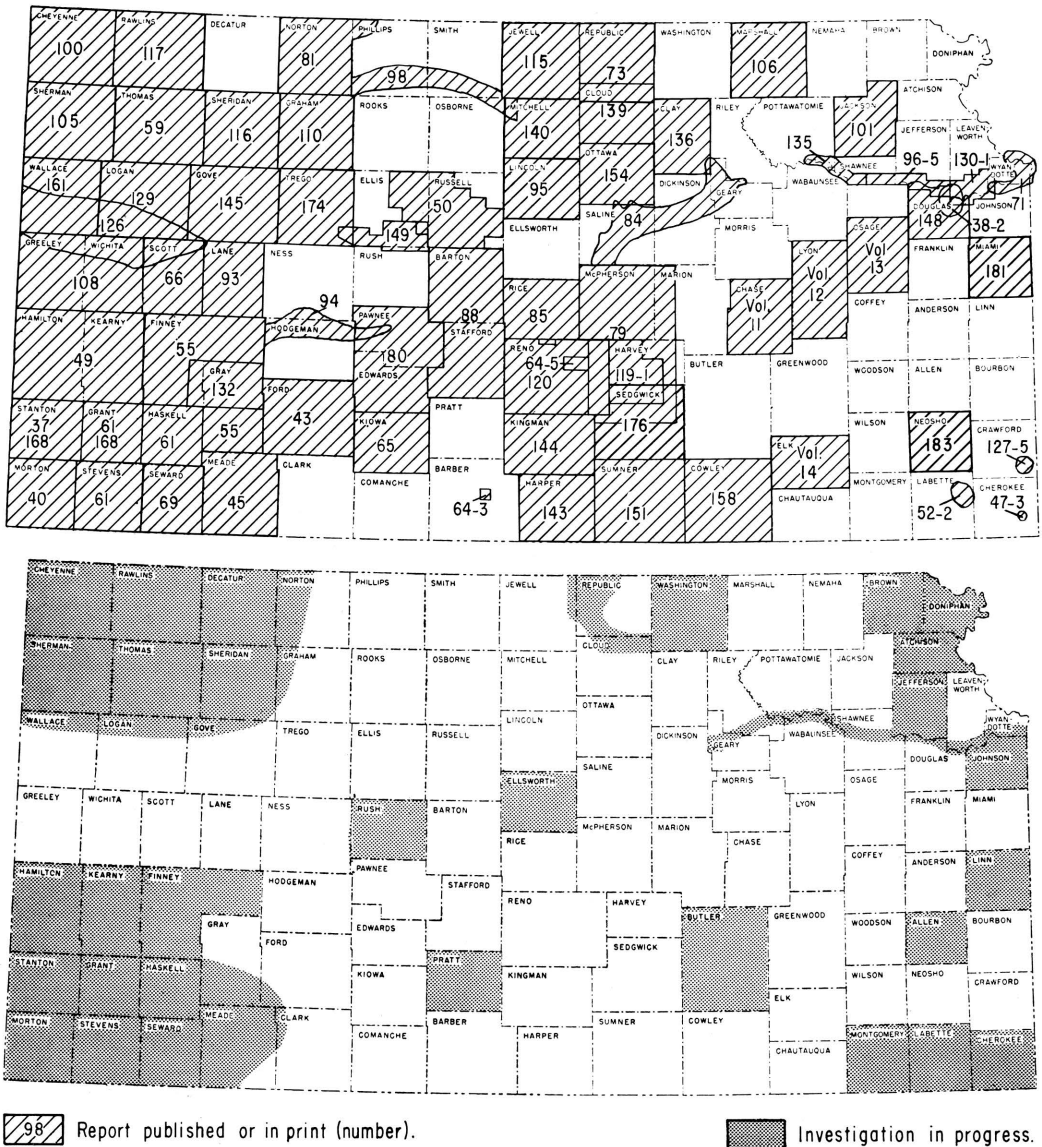 CHEYENNE RAWLINS DECATUR NORTON PHILLIPS SMITH JEWELL REPUBLIC WASHINGTON MARSHALL NEMAHA BROWN
DONIPHAN
100 117 81 98 115 73 106
ATCHISON
SHERMAN THOMAS SHERIDAN GRAHAM ROOKS OSBORNE MITCHELL CLOUD CLAY RILEY POTTAWATOMIE JACKSON
105 59 116 110 140 139 136 101
JEFFERSON LEAVEN WORTH
135 SHAWNEE 96-5 130-1 WYAN DOTTE
WALLACE LOGAN GOVE TREGO ELLIS RUSSELL LINCOLN OTTAWA DICKINSON GEARY WABAUNSEE DOUGLAS JOHNSON
161 129 145 174 50 95 154 148 71
126 149 ELLSWORTH SALINE 84 MORRIS 38-2
GREELEY WICHITA SCOTT LANE NESS RUSH BARTON McPHERSON MARION LYON OSAGE FRANKLIN MIAMI
108 66 93 Vol. 12 Vol. 13 181
94 88 RICE 85 79 CHASE Vol. 11 COFFEY ANDERSON LINN
HAMILTON KEARNY FINNEY HODGEMAN PAWNEE STAFFORD
49 55 80 RENO 64-5 120 HARVEY 119-1 BUTLER GREENWOOD
GRAY 132 EDWARDS SEDGWICK WOODSON ALLEN BOURBON
STANTON GRANT HASKELL FORD KIOWA PRATT KINGMAN WILSON NEOSHO CRAWFORD
37 168 61 168 61 55 43 65 144 176 ELK Vol. 14 183 127-5
MORTON STEVENS SEWARD MEADE CLARK COMANCHE BARBER HARPER SUMNER COWLEY CHAUTAUQUA MONTGOMERY LABETTE CHEROKEE
40 61 69 45 64-3 143 151 158 52-2 47-3
CHEYENNE RAWLINS DECATUR NORTON PHILLIPS SMITH JEWELL REPUBLIC WASHINGTON MARSHALL NEMAHA BROWN
DONIPHAN
ATCHISON
SHERMAN THOMAS SHERIDAN GRAHAM ROOKS OSBORNE MITCHELL CLOUD CLAY RILEY POTTAWATOMIE JACKSON
JEFFERSON LEAVEN WORTH
WALLACE LOGAN GOVE TREGO ELLIS RUSSELL LINCOLN OTTAWA DICKINSON GEARY WABAUNSEE SHAWNEE WYAN- DOTTE
DOUGLAS JOHNSON
ELLSWORTH SALINE MORRIS OSAGE
GREELEY WICHITA SCOTT LANE NESS RUSH BARTON LYON FRANKLIN MIAMI
RICE McPHERSON MARION CHASE
COFFEY ANDERSON LINN
HAMILTON KEARNY FINNEY HODGEMAN PAWNEE STAFFORD
RENO HARVEY BUTLER GREENWOOD
GRAY FORD EDWARDS SEDGWICK WOODSON ALLEN BOURBON
STANTON GRANT HASKELL KIOWA PRATT KINGMAN WILSON NEOSHO CRAWFORD
ELK
MORTON STEVENS SEWARD MEADE CLARK COMANCHE BARBER HARPER SUMNER COWLEY MONTGOMERY LABETTE CHEROKEE
CHAUTAUQUA
98 Report published or in print (number).
Investigation in progress.